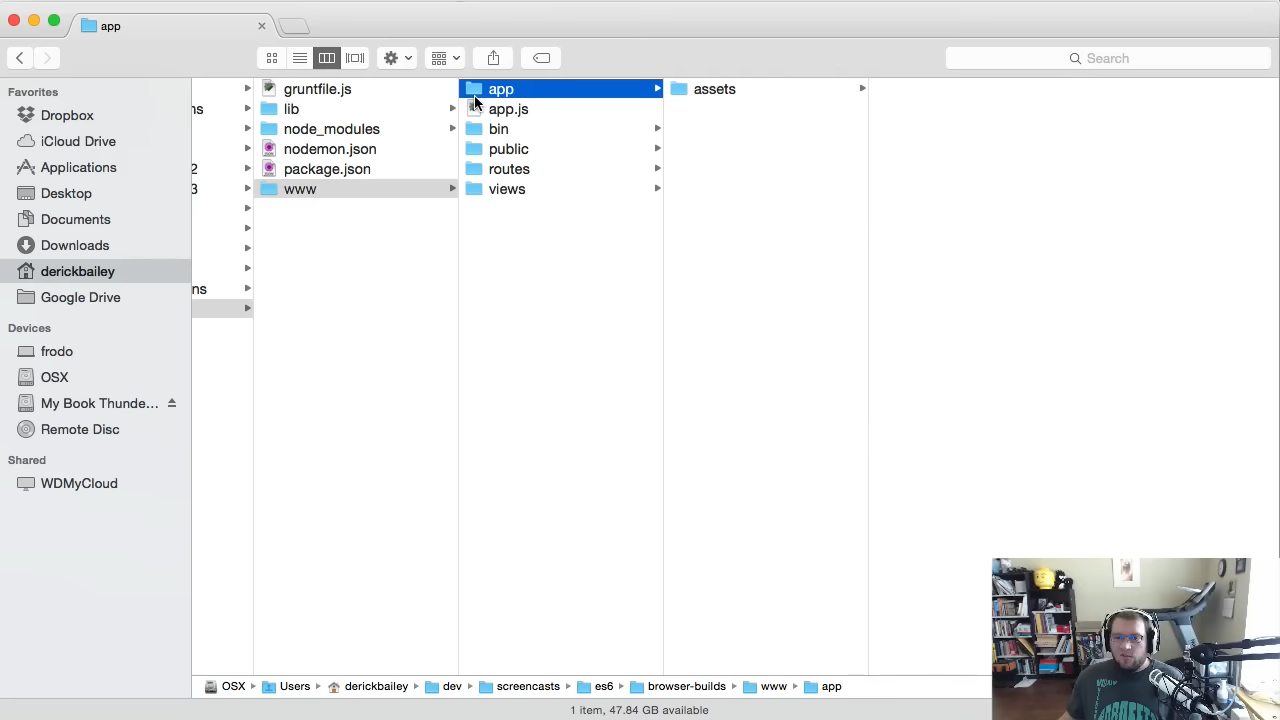 app
Search
Favorites
Dropbox
iCloud Drive
Applications
Desktop
Documents
Downloads
derickbailey
Google Drive
Devices
frodo
OSX
My Book Thunde...
Remote Disc
Shared
WDMyCloud
ns
2
3
ns
gruntfile.js
lib
node_modules
nodemon.json
package.json
www
app
app.js
bin
public
routes
views
assets
OSX Users derickbailey dev screencasts es6 browser-builds www app
1 item, 47.84 GB available